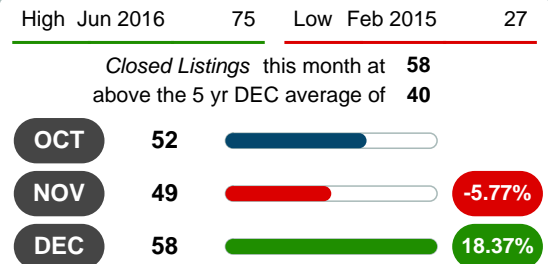 High Jun 2016 75 Low Feb 2015 27
Closed Listings this month at 58
above the 5 yr DEC average of 40
OCT 52
NOV 49 -5.77%
DEC 58 18.37%